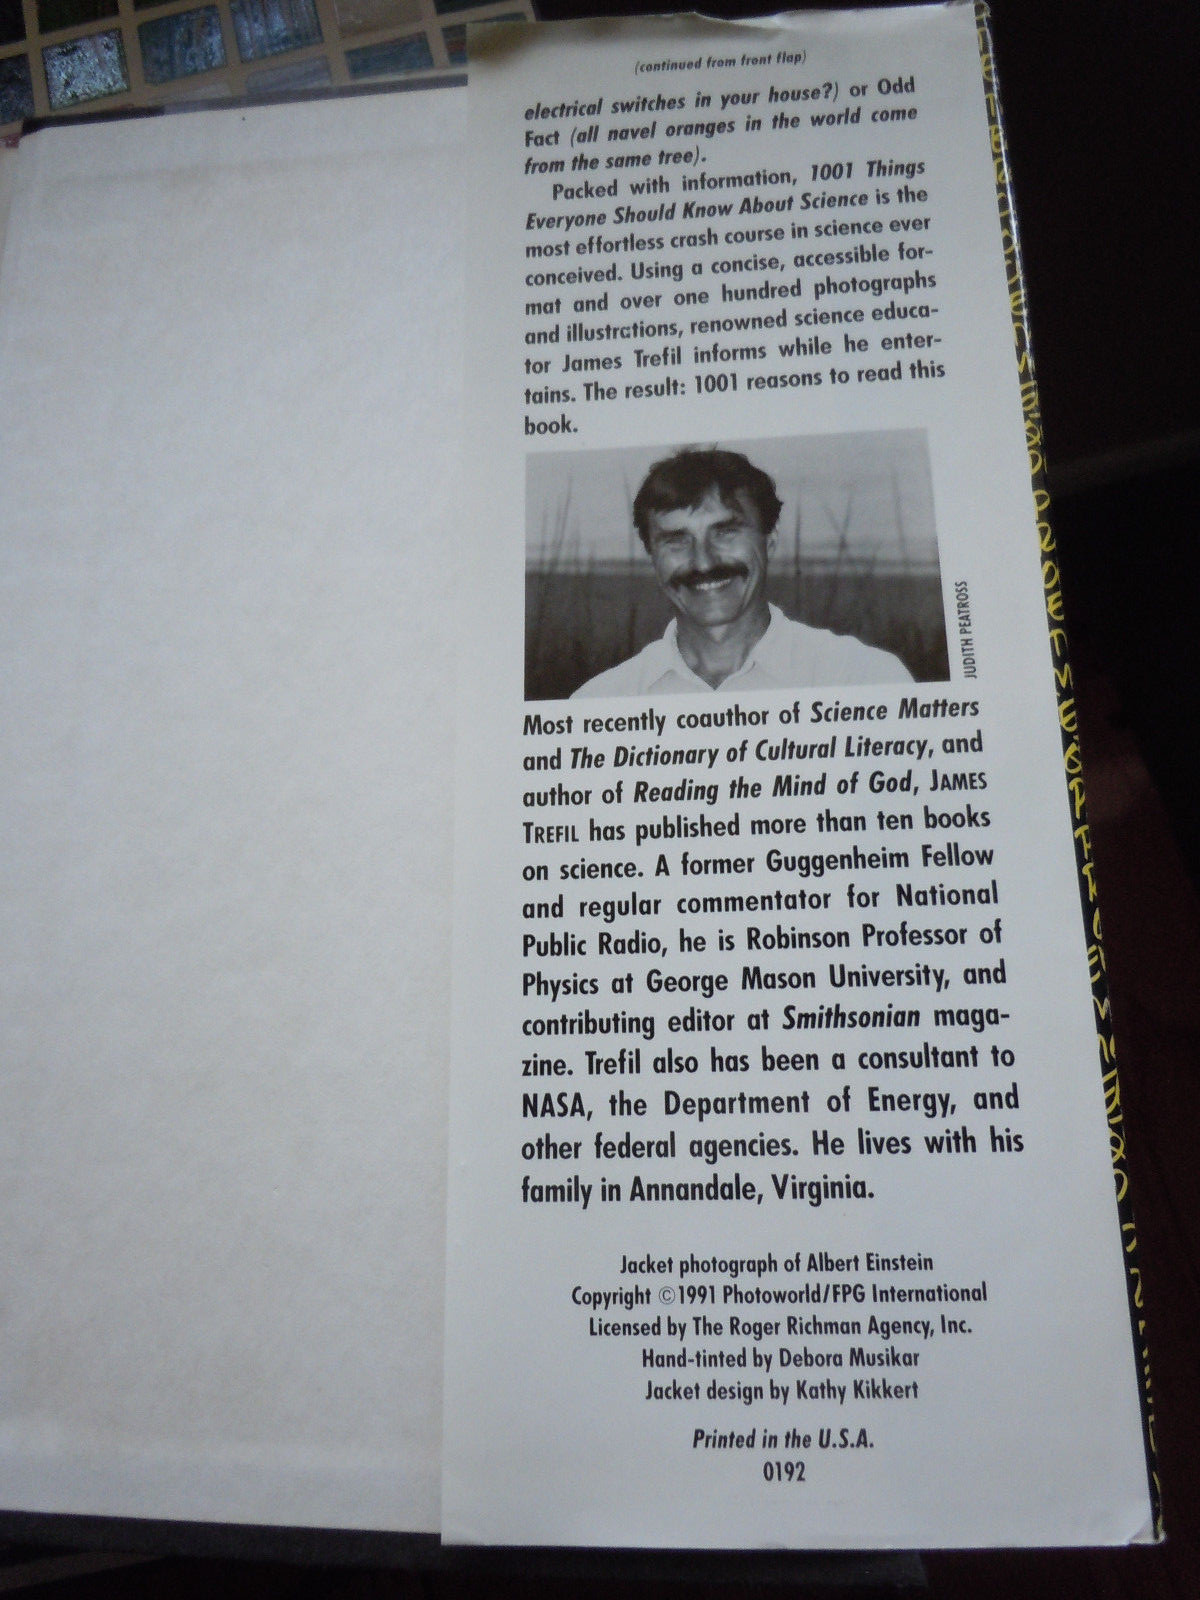 (continued from front flap)
electrical switches in your house?) or Odd
Fact (all navel oranges in the world come
from the same tree).
Packed with information, 1001 Things
Everyone Should Know About Science is the
most effortless crash course in science ever
conceived. Using a concise, accessible for-
mat and over one hundred photographs
and illustrations, renowned science educa-
tor James Trefil informs while he enter-
tains. The result: 1001 reasons to read this
book.
JUDITH PEATROSS
Most recently coauthor of Science Matters
and The Dictionary of Cultural Literacy, and
author of Reading the Mind of God, JAMES
TREFIL has published more than ten books
on science. A former Guggenheim Fellow
and regular commentator for National
Public Radio, he is Robinson Professor of
Physics at George Mason University, and
contributing editor at Smithsonian maga-
zine. Trefil also has been a consultant to
NASA, the Department of Energy, and
other federal agencies. He lives with his
family in Annandale, Virginia.
Jacket photograph of Albert Einstein
Copyright ©1991 Photoworld/FPG International
Licensed by The Roger Richman Agency, Inc.
Hand-tinted by Debora Musikar
Jacket design by Kathy Kikkert
Printed in the U.S.A.
0192